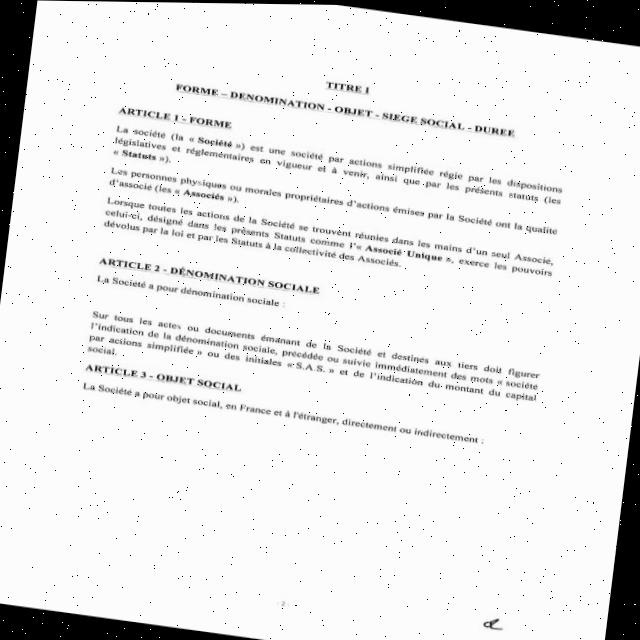 TITRE I
FORME – DENOMINATION - OBJET - SIEGE SOCIAL - DUREE
ARTICLE 1 - FORME
La société (la « Société ») est une société par actions simplifiée régie par les dispositions
législatives et réglementaires en vigueur et à venir, ainsi que par les présents statuts (les
« Statuts »).
Les personnes physiques ou morales propriétaires d'actions émises par la Société ont la qualité
d'associé (les « Associés »).
Lorsque toutes les actions de la Société se trouvent réunies dans les mains d'un seul Associé,
celui-ci, désigné dans les présents Statuts comme l'« Associé Unique », exerce les pouvoirs
dévolus par la loi et par les Statuts à la collectivité des Associés.
ARTICLE 2 - DÉNOMINATION SOCIALE
La Société a pour dénomination sociale :
Sur tous les actes ou documents émanant de la Société et destinés aux tiers doit figurer
l'indication de la dénomination sociale, précédée ou suivie immédiatement des mots « société
par actions simplifiée » ou des initiales « S.A.S. » et de l'indication du montant du capital
social.
ARTICLE 3 - OBJET SOCIAL
La Société a pour objet social, en France et à l'étranger, directement ou indirectement :
2